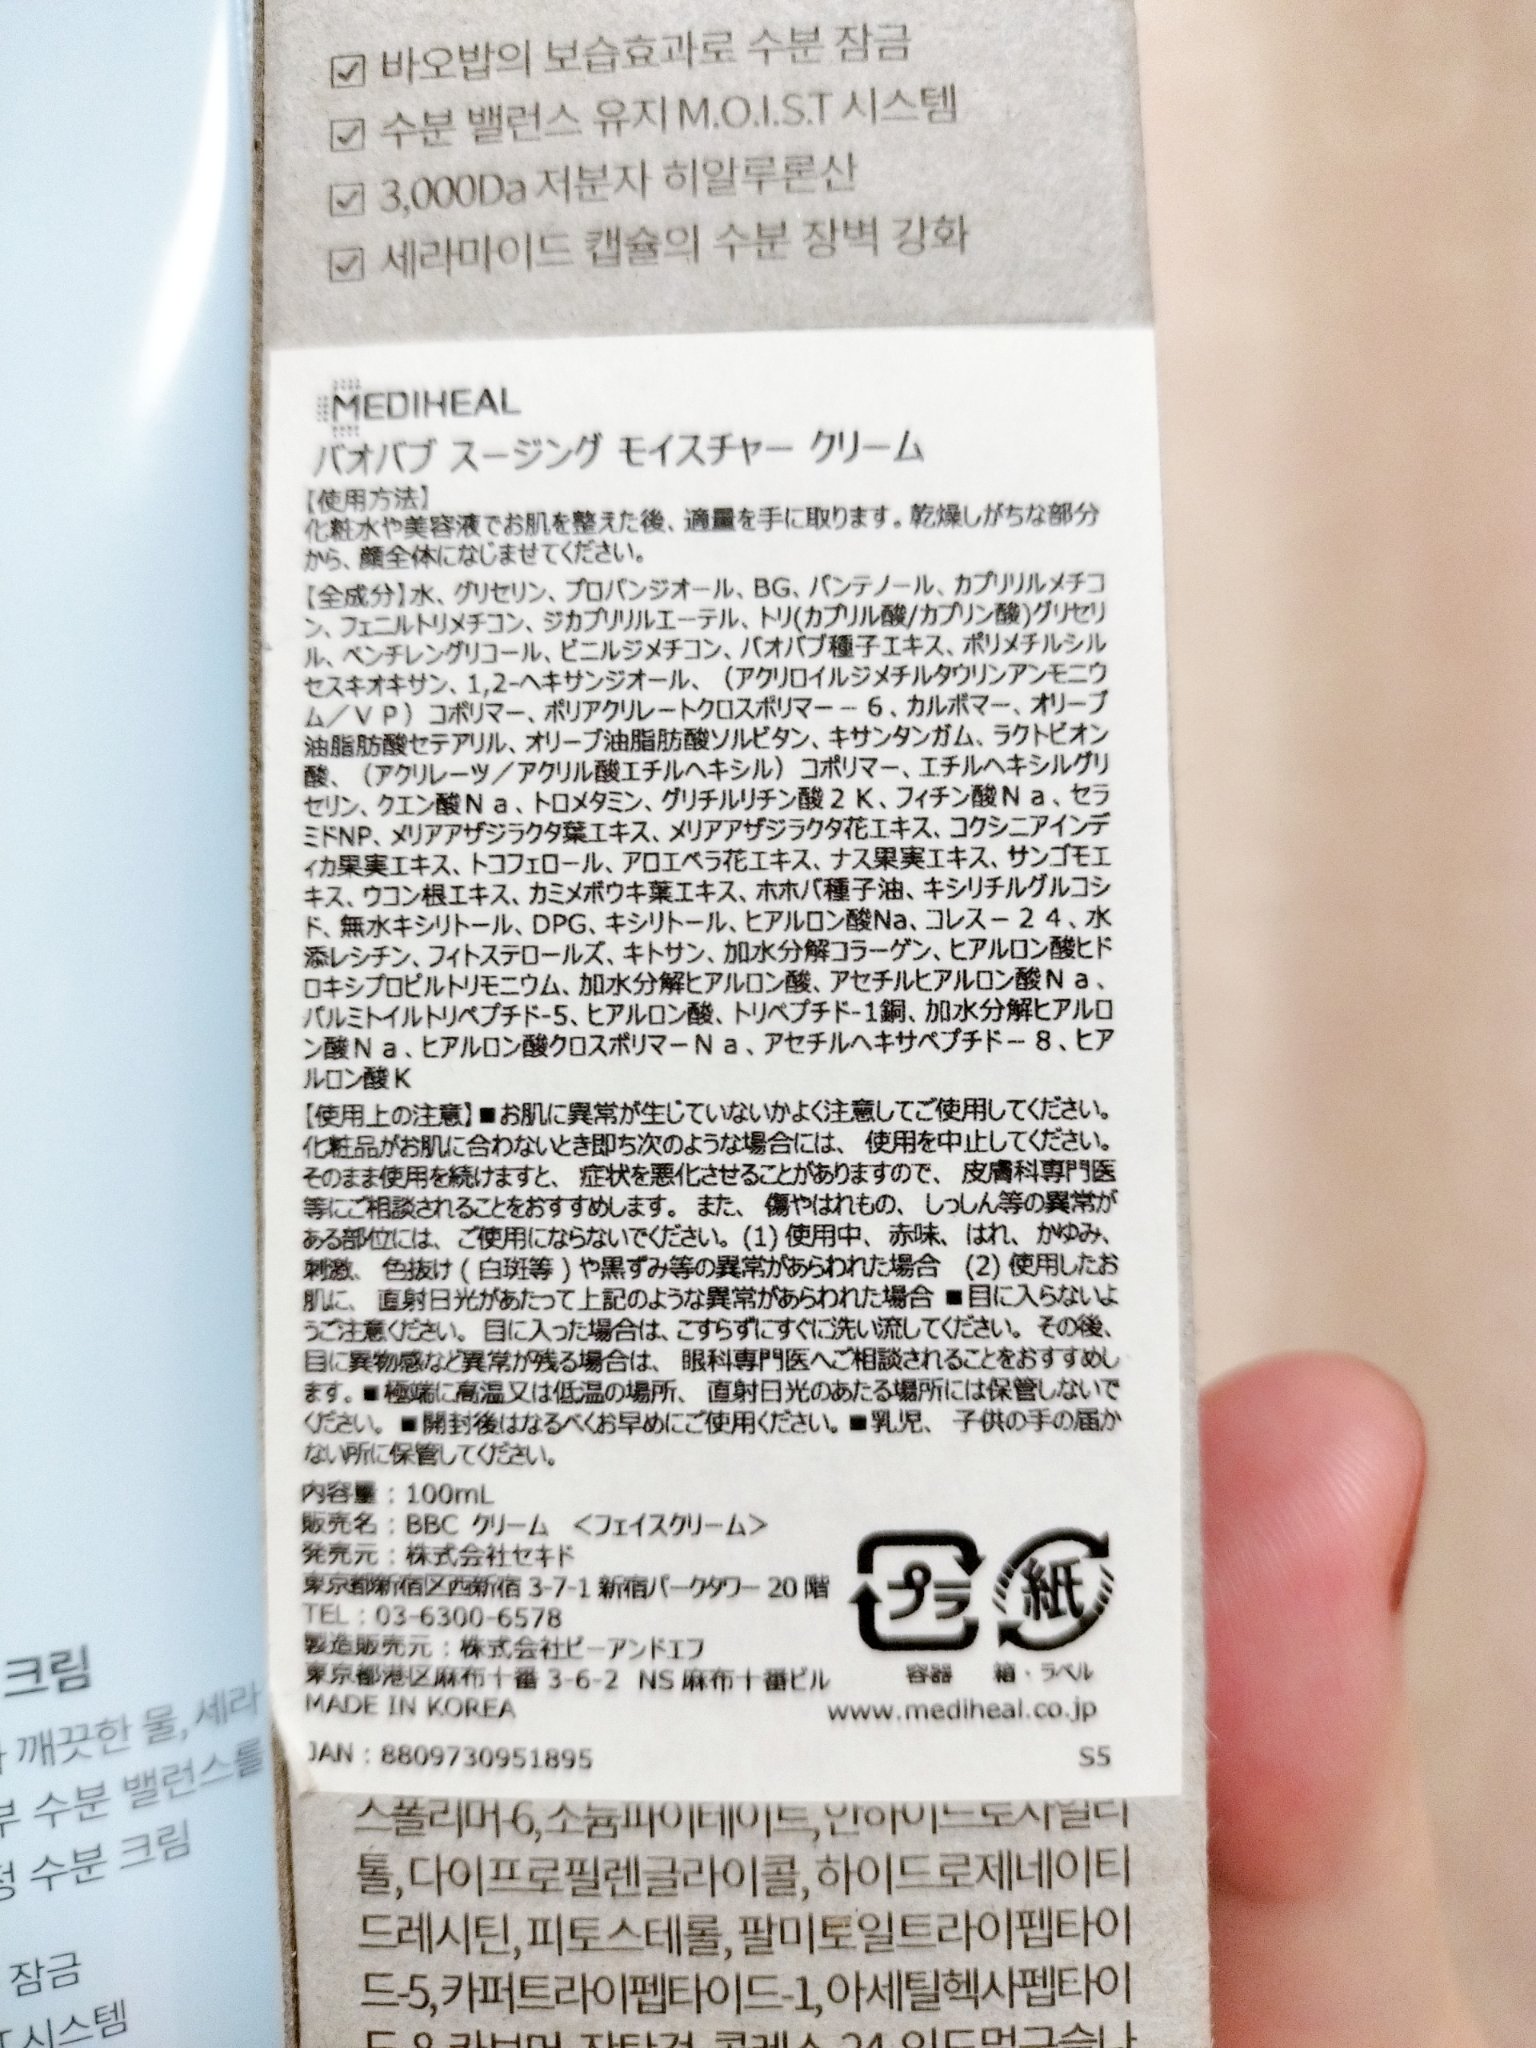 바오밥의 보습효과로 수분 잠금
수분 밸런스 유지 M.O.I.S.T 시스템
3,000Da 저분자 히알루론산
세라마이드 캡슐의 수분 장벽 강화
MEDIHEAL
バオバブ スージング モイスチャー クリーム
【使用方法】
化粧水や美容液でお肌を整えた後、適量を手に取ります。乾燥しがちな部分
から、顔全体になじませてください。
【全成分】水、グリセリン、プロパンジオール、BG、パンテノール、カプリリルメチコ
ン、フェニルトリメチコン、ジカプリリルエーテル、トリ(カプリル酸/カプリン酸)グリセリ
ル、ペンチレングリコール、ビニルジメチコン、バオバブ種子エキス、ポリメチルシル
セスキオキサン、1,2-ヘキサンジオール、（アクリロイルジメチルタウリンアンモニウ
ム／ＶＰ）コポリマー、ポリアクリレートクロスポリマー－６、カルボマー、オリーブ
油脂肪酸セテアリル、オリーブ油脂肪酸ソルビタン、キサンタンガム、ラクトビオン
酸、（アクリレーツ／アクリル酸エチルヘキシル）コポリマー、エチルヘキシルグリ
セリン、クエン酸Ｎａ、トロメタミン、グリチルリチン酸２Ｋ、フィチン酸Ｎａ、セラ
ミドNP、メリアアザジラクタ葉エキス、メリアアザジラクタ花エキス、コクシニアインデ
ィカ果実エキス、トコフェロール、アロエベラ花エキス、ナス果実エキス、サンゴモエ
キス、ウコン根エキス、カミメボウキ葉エキス、ホホバ種子油、キシリチルグルコシ
ド、無水キシリトール、DPG、キシリトール、ヒアルロン酸Na、コレス－２４、水
添レシチン、フィトステロールズ、キトサン、加水分解コラーゲン、ヒアルロン酸ヒド
ロキシプロピルトリモニウム、加水分解ヒアルロン酸、アセチルヒアルロン酸Ｎａ、
パルミトイルトリペプチド-5、ヒアルロン酸、トリペプチド-1銅、加水分解ヒアルロ
ン酸Ｎａ、ヒアルロン酸クロスポリマーＮａ、アセチルヘキサペプチド－８、ヒア
ルロン酸Ｋ
【使用上の注意】■お肌に異常が生じていないかよく注意してご使用してください。
化粧品がお肌に合わないとき即ち次のような場合には、使用を中止してください。
そのまま使用を続けますと、症状を悪化させることがありますので、皮膚科専門医
等にご相談されることをおすすめします。また、傷やはれもの、しっしん等の異常が
ある部位には、ご使用にならないでください。(1) 使用中、赤味、はれ、かゆみ、
刺激、色抜け ( 白斑等 ) や黒ずみ等の異常があらわれた場合 (2) 使用したお
肌に、直射日光があたって上記のような異常があらわれた場合 ■目に入らないよ
うご注意ください。目に入った場合は、こすらずにすぐに洗い流してください。その後、
目に異物感など異常が残る場合は、眼科専門医へご相談されることをおすすめし
ます。■極端に高温又は低温の場所、直射日光のあたる場所には保管しないで
ください。■開封後はなるべくお早めにご使用ください。■乳児、子供の手の届か
ない所に保管してください。
内容量：100mL
販売名：BBC クリーム ＜フェイスクリーム＞
発売元：株式会社セキド
東京都新宿区西新宿 3-7-1 新宿パークタワー 20 階
TEL：03-6300-6578
製造販売元：株式会社ビーアンドエフ
東京都港区麻布十番 3-6-2 NS 麻布十番ビル
MADE IN KOREA
プラ
紙
容器
箱・ラベル
www.mediheal.co.jp
JAN：8809730951895
S5
스폴리머-6,소듐파이테이트,안하이드로자일리
톨,다이프로필렌글라이콜,하이드로제네이티
드레시틴,피토스테롤,팔미토일트라이펩타이
드-5,카퍼트라이펩타이드-1,아세틸헥사펩타이
크림
깨끗한 물, 세라
수분 밸런스를
수분 크림
잠금
시스템